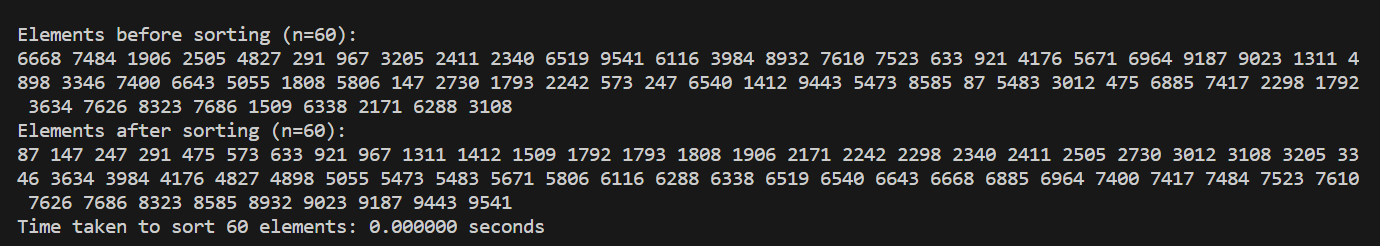 Elements before sorting (n=60):
6668 7484 1906 2505 4827 291 967 3205 2411 2340 6519 9541 6116 3984 8932 7610 7523 633 921 4176 5671 6964 9187 9023 1311 4
898 3346 7400 6643 5055 1808 5806 147 2730 1793 2242 573 247 6540 1412 9443 5473 8585 87 5483 3012 475 6885 7417 2298 1792
3634 7626 8323 7686 1509 6338 2171 6288 3108
Elements after sorting (n=60):
87 147 247 291 475 573 633 921 967 1311 1412 1509 1792 1793 1808 1906 2171 2242 2298 2340 2411 2505 2730 3012 3108 3205 33
46 3634 3984 4176 4827 4898 5055 5473 5483 5671 5806 6116 6288 6338 6519 6540 6643 6668 6885 6964 7400 7417 7484 7523 7610
7626 7686 8323 8585 8932 9023 9187 9443 9541
Time taken to sort 60 elements: 0.000000 seconds